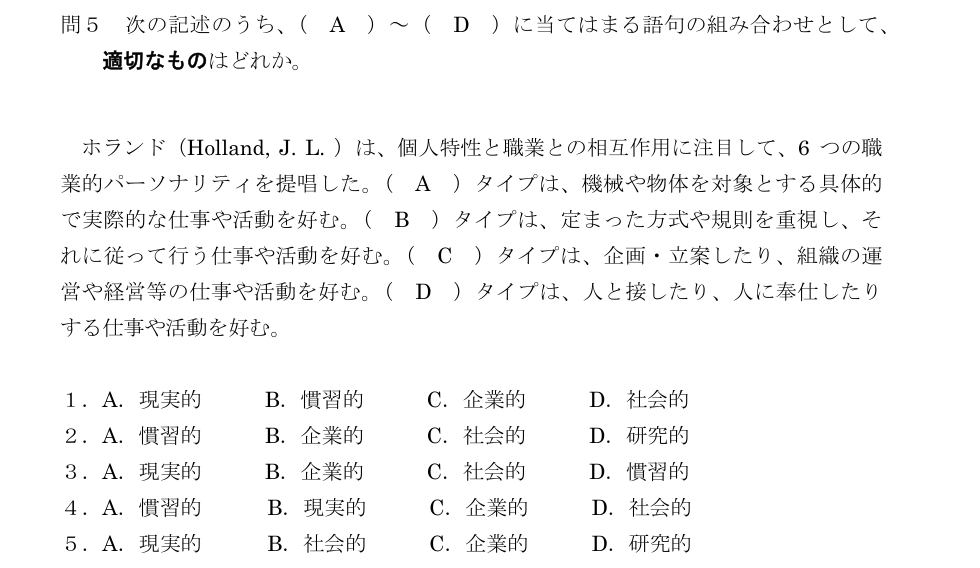 問５　次の記述のうち、（　A　）～（　D　）に当てはまる語句の組み合わせとして、
適切なものはどれか。
ホランド（Holland, J. L. ）は、個人特性と職業との相互作用に注目して、6 つの職
業的パーソナリティを提唱した。（　A　）タイプは、機械や物体を対象とする具体的
で実際的な仕事や活動を好む。（　B　）タイプは、定まった方式や規則を重視し、そ
れに従って行う仕事や活動を好む。（　C　）タイプは、企画・立案したり、組織の運
営や経営等の仕事や活動を好む。（　D　）タイプは、人と接したり、人に奉仕したり
する仕事や活動を好む。
１．A. 現実的　　　B. 慣習的　　　C. 企業的　　　D. 社会的
２．A. 慣習的　　　B. 企業的　　　C. 社会的　　　D. 研究的
３．A. 現実的　　　B. 企業的　　　C. 社会的　　　D. 慣習的
４．A. 慣習的　　　B. 現実的　　　C. 企業的　　　D. 社会的
５．A. 現実的　　　B. 社会的　　　C. 企業的　　　D. 研究的